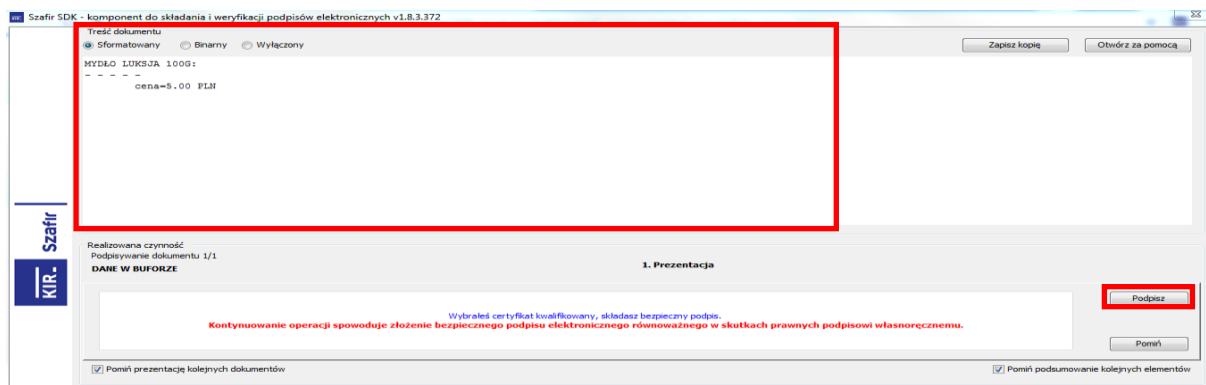 Szafir SDK - komponent do składania i weryfikacji podpisów elektronicznych v1.8.3.372
Treść dokumentu
Sformatowany Binarny Wyłączony Zapisz kopię Otwórz za pomocą
MYDŁO LUKSJA 100G:
- - - - -
cena=5.00 PLN
KIR. Szafir
Realizowana czynność
Podpisywanie dokumentu 1/1
DANE W BUFORZE
1. Prezentacja
Podpisz
Wybrałeś certyfikat kwalifikowany, składasz bezpieczny podpis.
Kontynuowanie operacji spowoduje złożenie bezpiecznego podpisu elektronicznego równoważnego w skutkach prawnych podpisowi własnoręcznemu.
Pomiń
Pomiń prezentację kolejnych dokumentów Pomiń podsumowanie kolejnych elementów